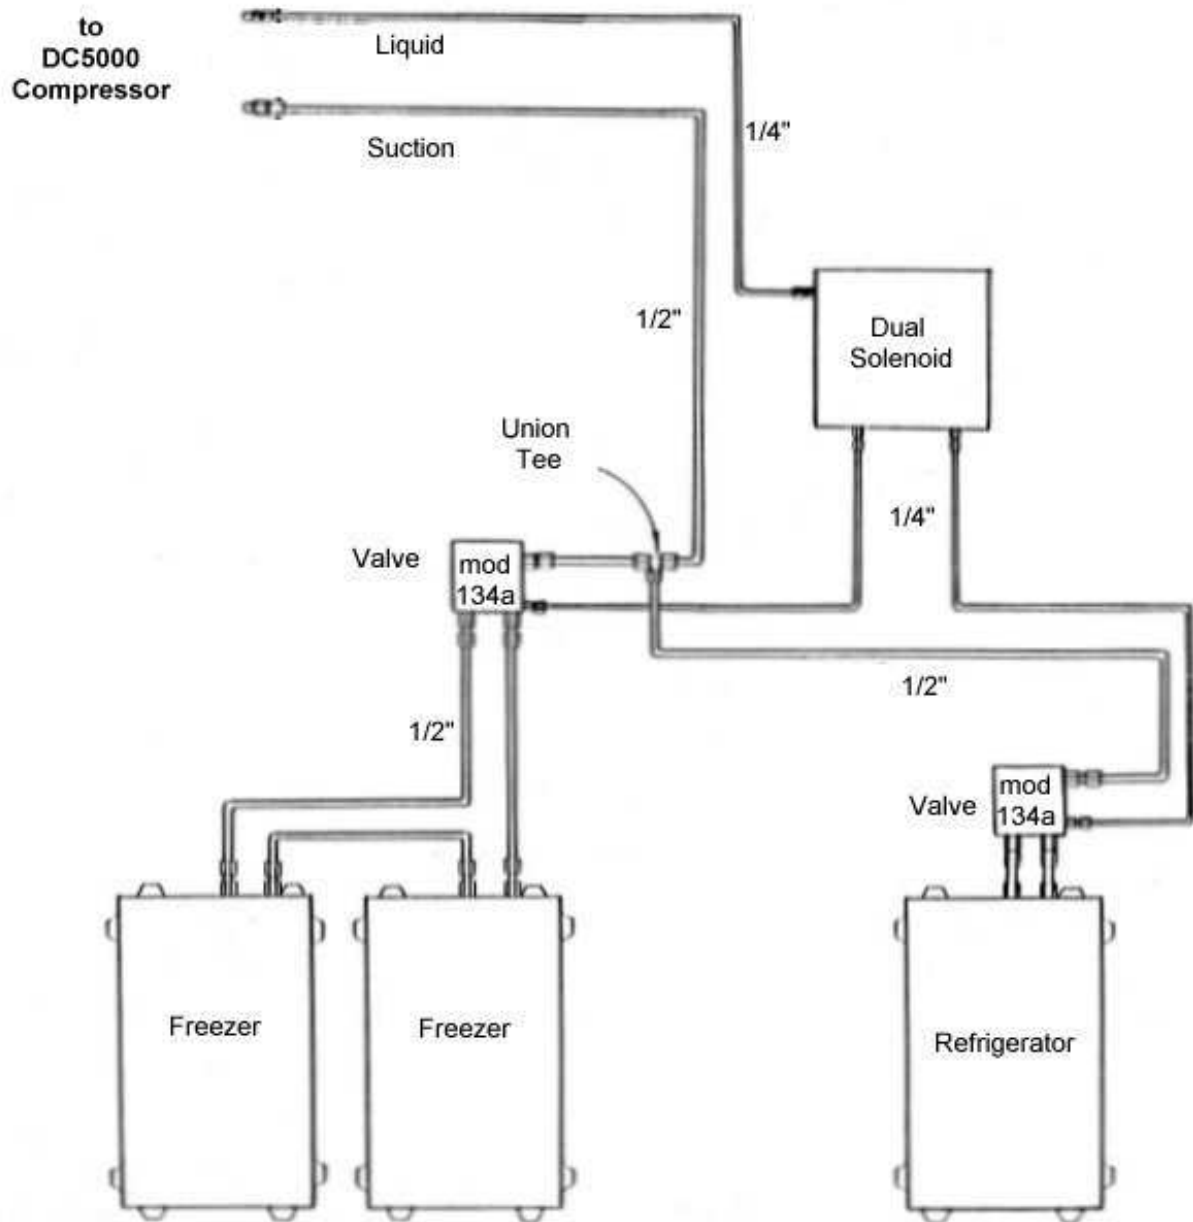 to
DC5000
Compressor
Liquid
Suction
1/4"
1/2"
Dual
Solenoid
Union
Tee
1/4"
Valve
mod
134a
1/2"
1/2"
Valve
mod
134a
Freezer
Freezer
Refrigerator